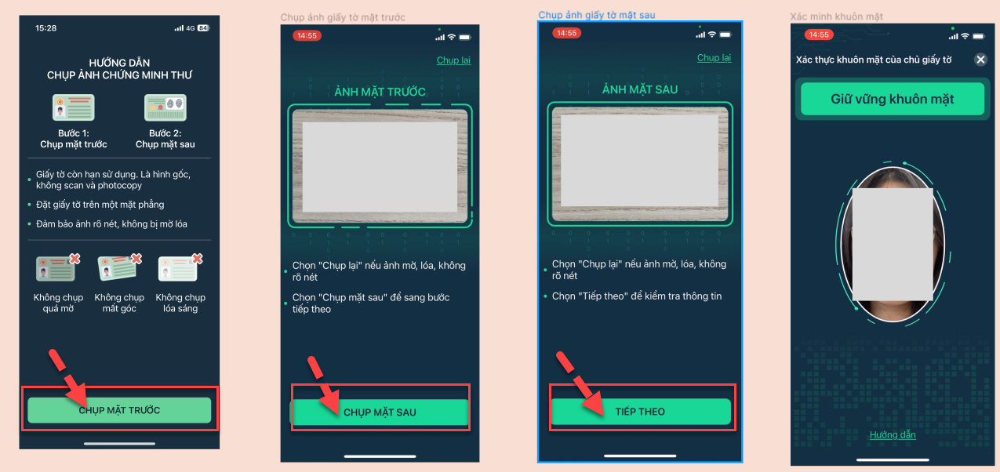 15:28
4G 84
HƯỚNG DẪN
CHỤP ẢNH CHỨNG MINH THƯ
Bước 1:
Chụp mặt trước
Bước 2:
Chụp mặt sau
Giấy tờ còn hạn sử dụng. Là hình gốc,
không scan và photocopy
Đặt giấy tờ trên một mặt phẳng
Đảm bảo ảnh rõ nét, không bị mờ lóa
Không chụp
quá mờ
Không chụp
mất góc
Không chụp
lóa sáng
CHỤP MẶT TRƯỚC
Chụp ảnh giấy tờ mặt trước
14:55
Chụp lại
ẢNH MẶT TRƯỚC
Chọn "Chụp lại" nếu ảnh mờ, lóa, không
rõ nét
Chọn "Chụp mặt sau" để sang bước
tiếp theo
CHỤP MẶT SAU
Chụp ảnh giấy tờ mặt sau
14:55
Chụp lại
ẢNH MẶT SAU
Chọn "Chụp lại" nếu ảnh mờ, lóa, không
rõ nét
Chọn "Tiếp theo" để kiểm tra thông tin
TIẾP THEO
Xác minh khuôn mặt
14:55
Xác thực khuôn mặt của chủ giấy tờ
Giữ vững khuôn mặt
Hướng dẫn